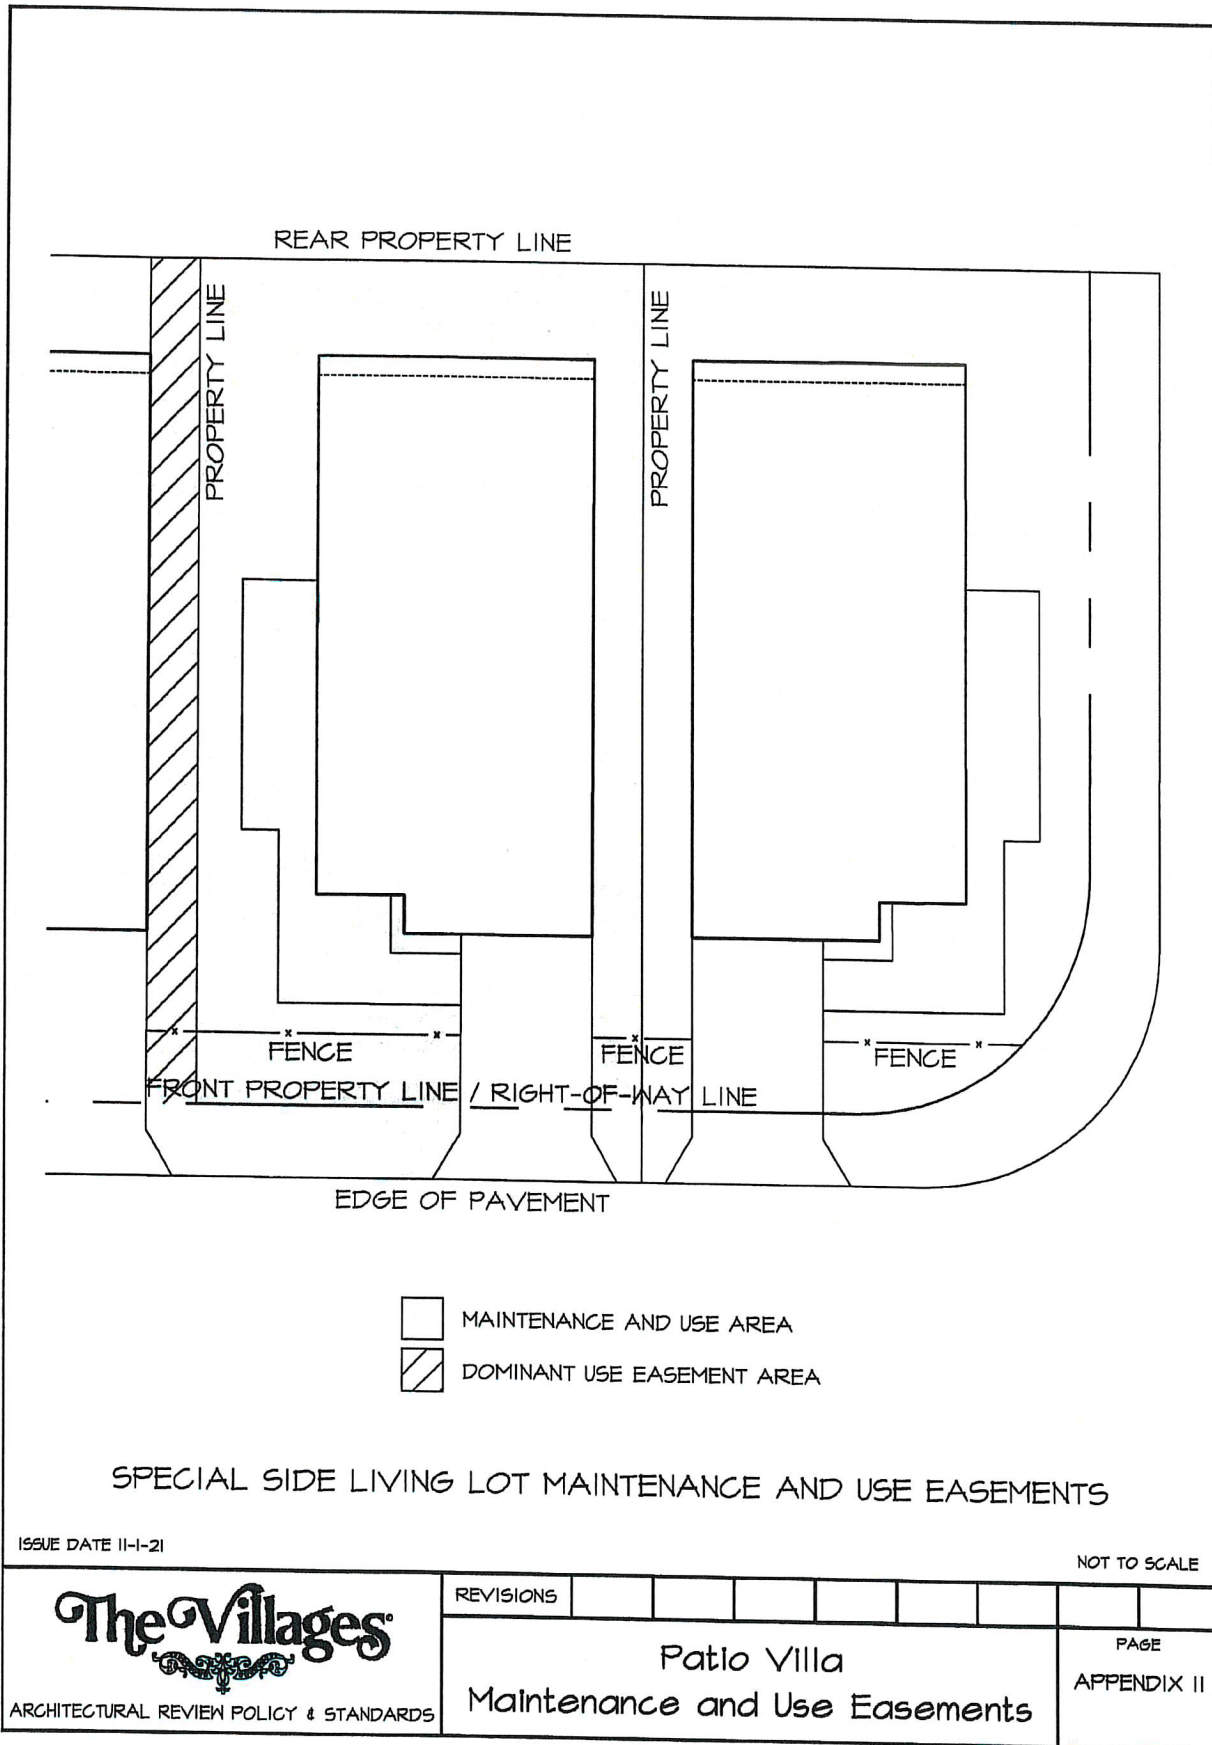 REAR PROPERTY LINE
PROPERTY LINE
PROPERTY LINE
FENCE
FENCE
FENCE
FRONT PROPERTY LINE / RIGHT-OF-WAY LINE
EDGE OF PAVEMENT
MAINTENANCE AND USE AREA
DOMINANT USE EASEMENT AREA
SPECIAL SIDE LIVING LOT MAINTENANCE AND USE EASEMENTS
ISSUE DATE 11-1-21
NOT TO SCALE
The Villages
ARCHITECTURAL REVIEW POLICY & STANDARDS
REVISIONS
Patio Villa
Maintenance and Use Easements
PAGE
APPENDIX II